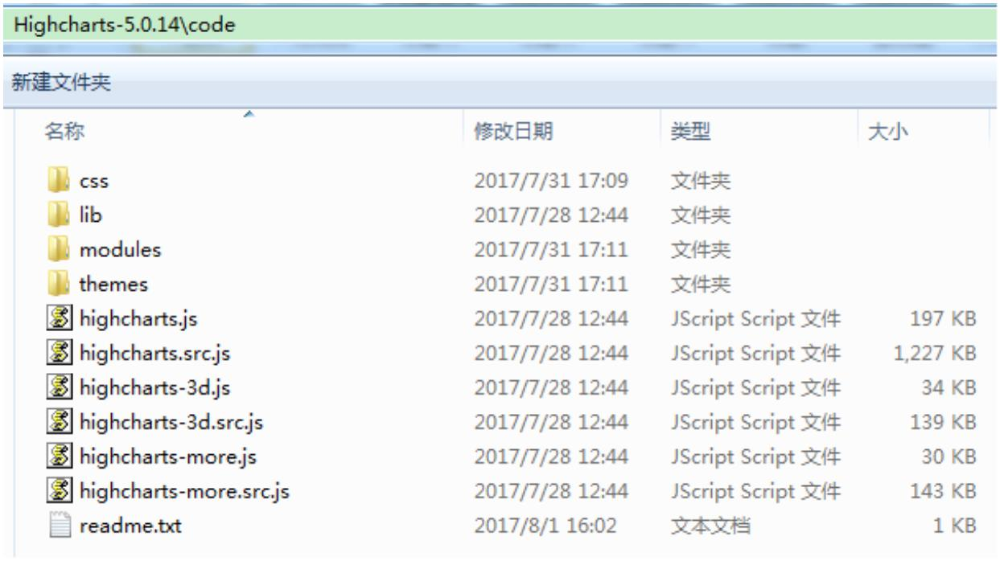 Highcharts-5.0.14\code
新建文件夹
名称 修改日期 类型 大小
css 2017/7/31 17:09 文件夹
lib 2017/7/28 12:44 文件夹
modules 2017/7/31 17:11 文件夹
themes 2017/7/31 17:11 文件夹
highcharts.js 2017/7/28 12:44 JScript Script 文件 197 KB
highcharts.src.js 2017/7/28 12:44 JScript Script 文件 1,227 KB
highcharts-3d.js 2017/7/28 12:44 JScript Script 文件 34 KB
highcharts-3d.src.js 2017/7/28 12:44 JScript Script 文件 139 KB
highcharts-more.js 2017/7/28 12:44 JScript Script 文件 30 KB
highcharts-more.src.js 2017/7/28 12:44 JScript Script 文件 143 KB
readme.txt 2017/8/1 16:02 文本文档 1 KB